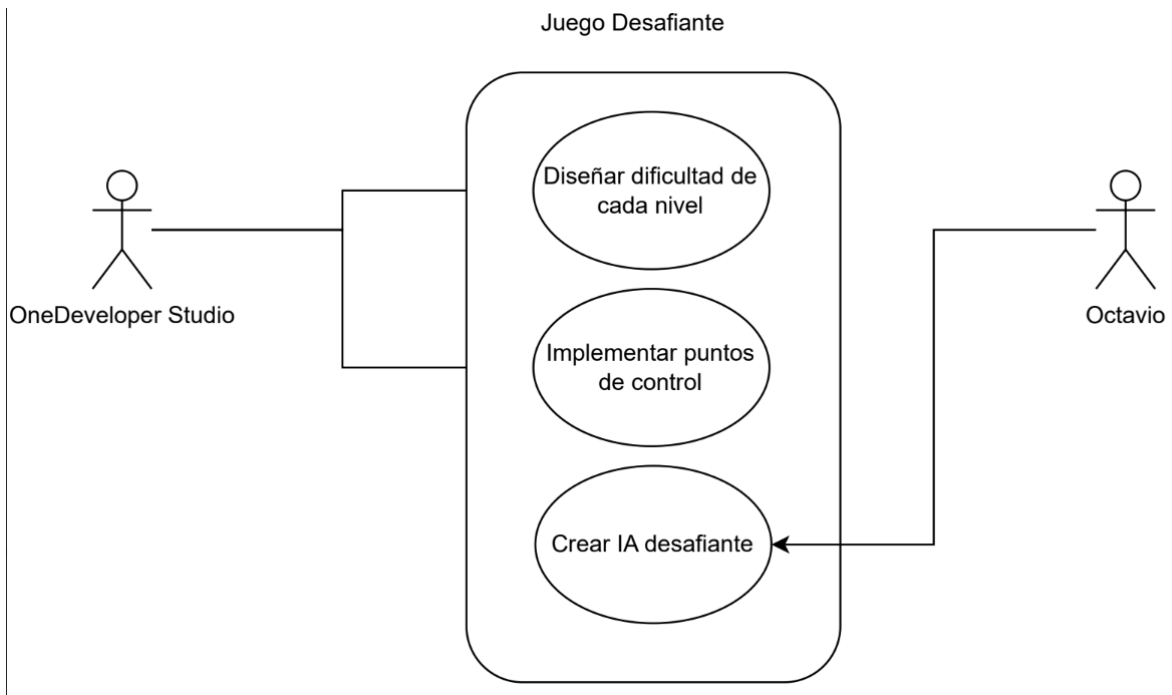 Juego Desafiante
Diseñar dificultad de
cada nivel
OneDeveloper Studio
Octavio
Implementar puntos
de control
Crear IA desafiante